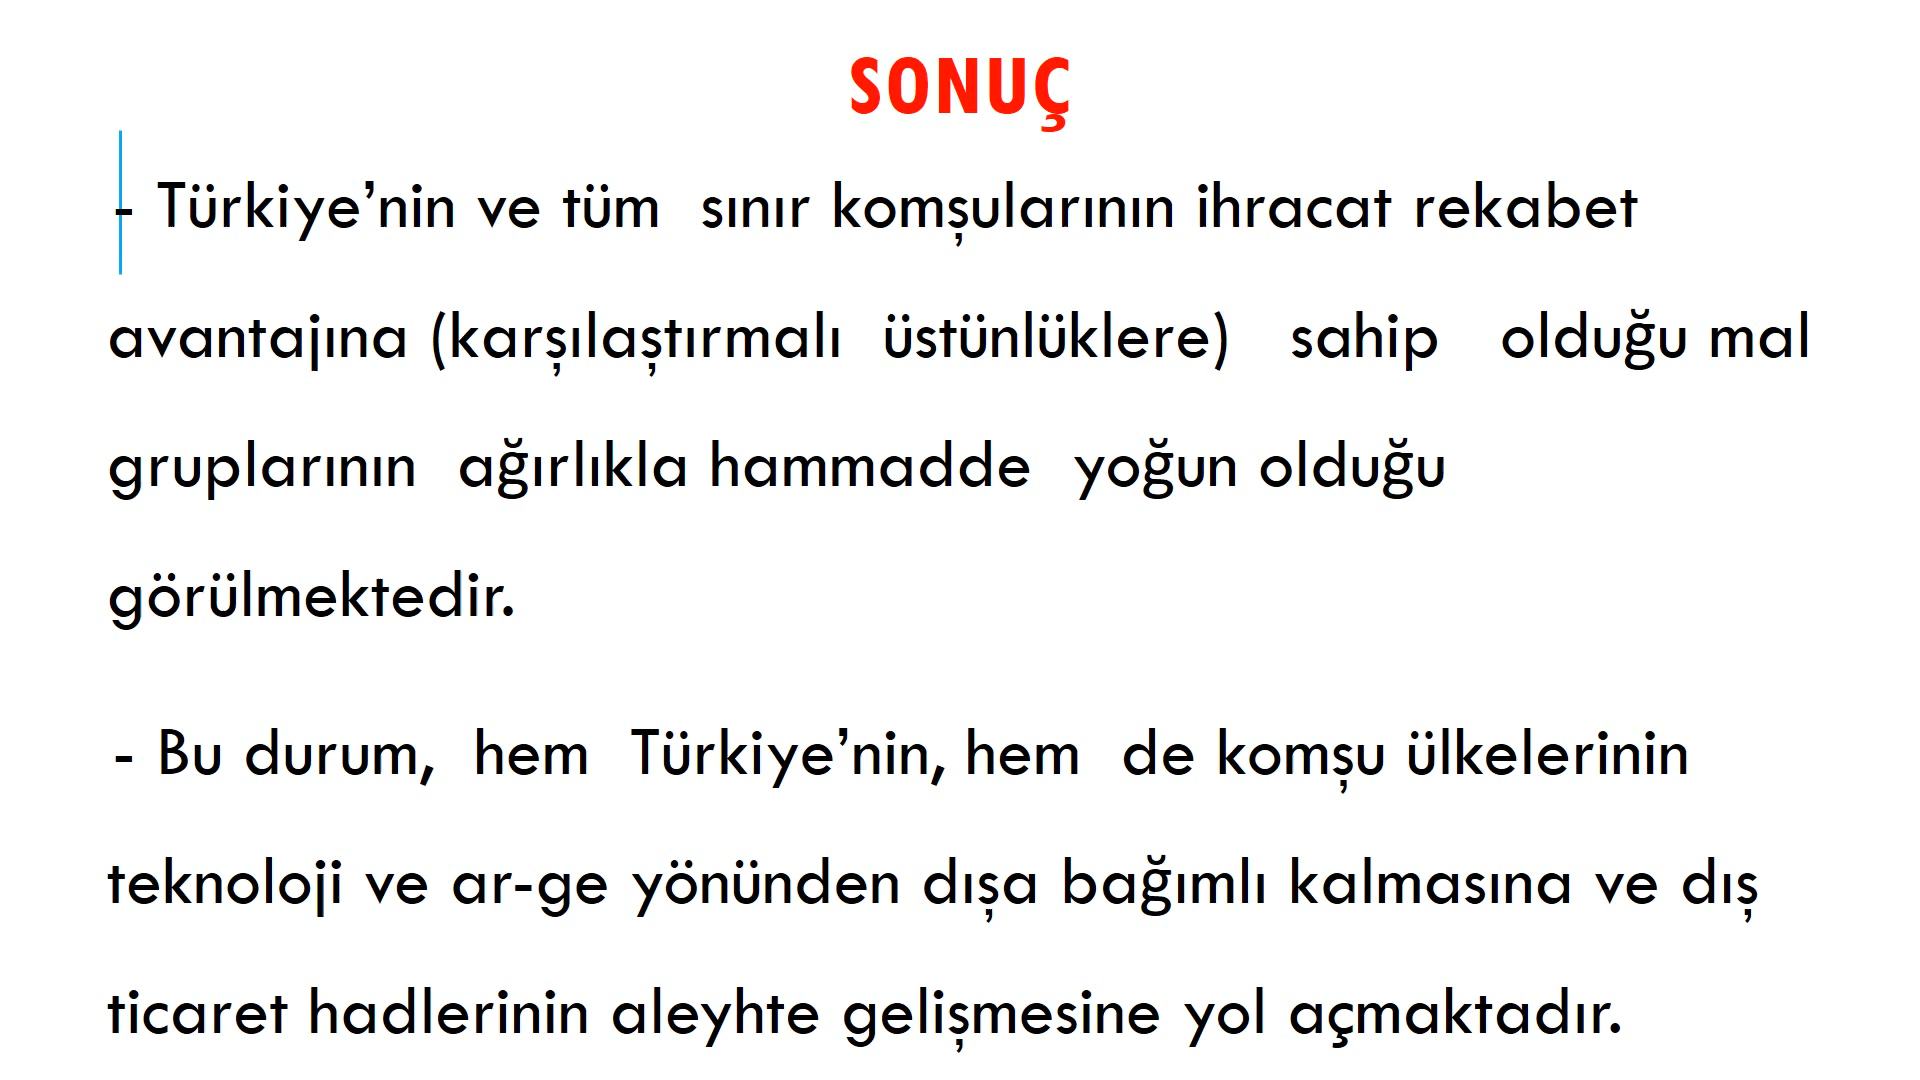 SONUÇ
- Türkiye’nin ve tüm sınır komşularının ihracat rekabet
avantajına (karşılaştırmalı üstünlüklere) sahip olduğu mal
gruplarının ağırlıkla hammadde yoğun olduğu
görülmektedir.
- Bu durum, hem Türkiye’nin, hem de komşu ülkelerinin
teknoloji ve ar-ge yönünden dışa bağımlı kalmasına ve dış
ticaret hadlerinin aleyhte gelişmesine yol açmaktadır.